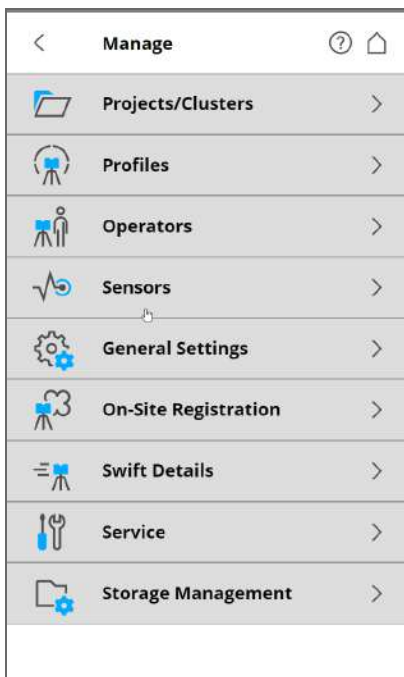 Manage
Projects/Clusters
Profiles
Operators
Sensors
General Settings
On-Site Registration
Swift Details
Service
Storage Management